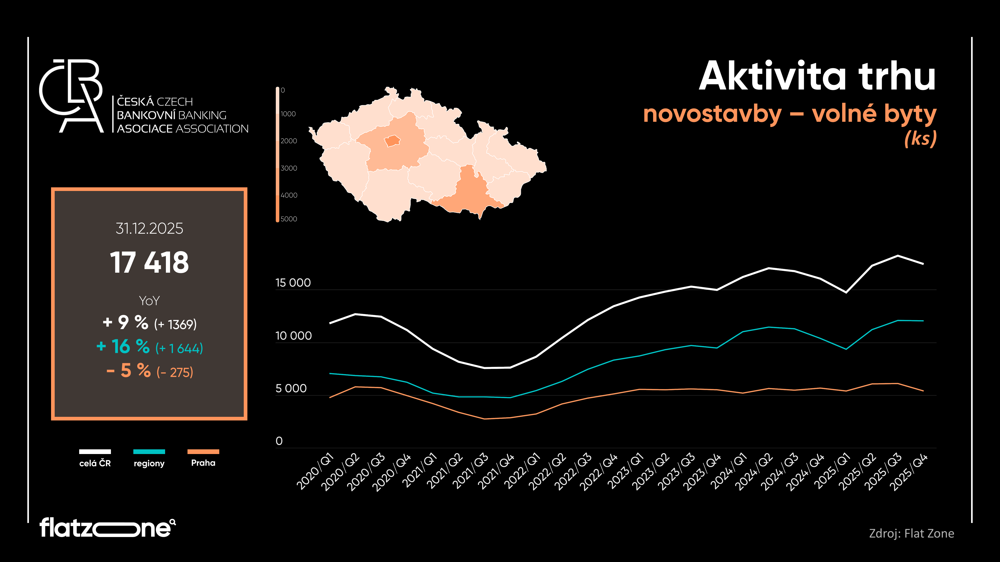 ČBA
ČESKÁ CZECH
BANKOVNÍ BANKING
ASOCIACE ASSOCIATION
Aktivita trhu
novostavby – volné byty
(ks)
0
1000
2000
3000
4000
5000
31.12.2025
17 418
YoY
+ 9 % (+ 1369)
+ 16 % (+ 1 644)
- 5 % (- 275)
celá ČR
regiony
Praha
15 000
10 000
5 000
0
2020/Q1
2020/Q2
2020/Q3
2020/Q4
2021/Q1
2021/Q2
2021/Q3
2021/Q4
2022/Q1
2022/Q2
2022/Q3
2022/Q4
2023/Q1
2023/Q2
2023/Q3
2023/Q4
2024/Q1
2024/Q2
2024/Q3
2024/Q4
2025/Q1
2025/Q2
2025/Q3
2025/Q4
flatzone
Zdroj: Flat Zone